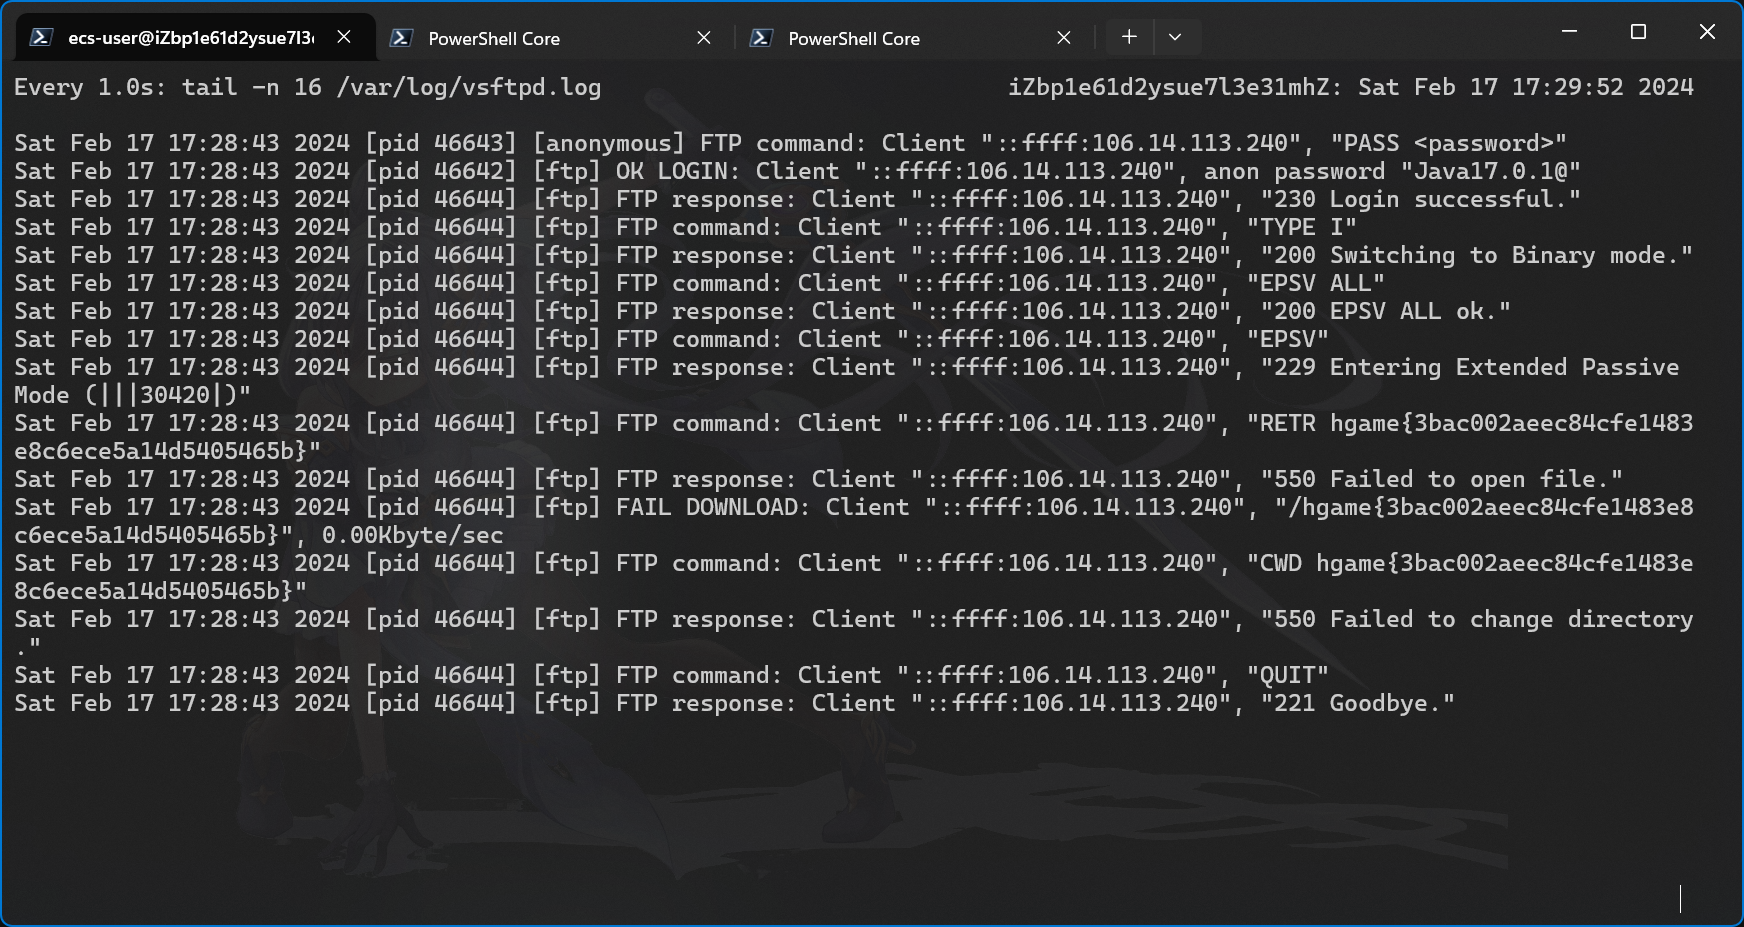 ecs-user@iZbp1e61d2ysue7l3 PowerShell Core PowerShell Core
Every 1.0s: tail -n 16 /var/log/vsftpd.log iZbp1e61d2ysue7l3e31mhZ: Sat Feb 17 17:29:52 2024
Sat Feb 17 17:28:43 2024 [pid 46643] [anonymous] FTP command: Client "::ffff:106.14.113.240", "PASS <password>"
Sat Feb 17 17:28:43 2024 [pid 46642] [ftp] OK LOGIN: Client "::ffff:106.14.113.240", anon password "Java17.0.1@"
Sat Feb 17 17:28:43 2024 [pid 46644] [ftp] FTP response: Client "::ffff:106.14.113.240", "230 Login successful."
Sat Feb 17 17:28:43 2024 [pid 46644] [ftp] FTP command: Client "::ffff:106.14.113.240", "TYPE I"
Sat Feb 17 17:28:43 2024 [pid 46644] [ftp] FTP response: Client "::ffff:106.14.113.240", "200 Switching to Binary mode."
Sat Feb 17 17:28:43 2024 [pid 46644] [ftp] FTP command: Client "::ffff:106.14.113.240", "EPSV ALL"
Sat Feb 17 17:28:43 2024 [pid 46644] [ftp] FTP response: Client "::ffff:106.14.113.240", "200 EPSV ALL ok."
Sat Feb 17 17:28:43 2024 [pid 46644] [ftp] FTP command: Client "::ffff:106.14.113.240", "EPSV"
Sat Feb 17 17:28:43 2024 [pid 46644] [ftp] FTP response: Client "::ffff:106.14.113.240", "229 Entering Extended Passive
Mode (|||30420|)"
Sat Feb 17 17:28:43 2024 [pid 46644] [ftp] FTP command: Client "::ffff:106.14.113.240", "RETR hgame{3bac002aeec84cfe1483
e8c6ece5a14d5405465b}"
Sat Feb 17 17:28:43 2024 [pid 46644] [ftp] FTP response: Client "::ffff:106.14.113.240", "550 Failed to open file."
Sat Feb 17 17:28:43 2024 [pid 46644] [ftp] FAIL DOWNLOAD: Client "::ffff:106.14.113.240", "/hgame{3bac002aeec84cfe1483e8
c6ece5a14d5405465b}", 0.00Kbyte/sec
Sat Feb 17 17:28:43 2024 [pid 46644] [ftp] FTP command: Client "::ffff:106.14.113.240", "CWD hgame{3bac002aeec84cfe1483e
8c6ece5a14d5405465b}"
Sat Feb 17 17:28:43 2024 [pid 46644] [ftp] FTP response: Client "::ffff:106.14.113.240", "550 Failed to change directory
."
Sat Feb 17 17:28:43 2024 [pid 46644] [ftp] FTP command: Client "::ffff:106.14.113.240", "QUIT"
Sat Feb 17 17:28:43 2024 [pid 46644] [ftp] FTP response: Client "::ffff:106.14.113.240", "221 Goodbye."